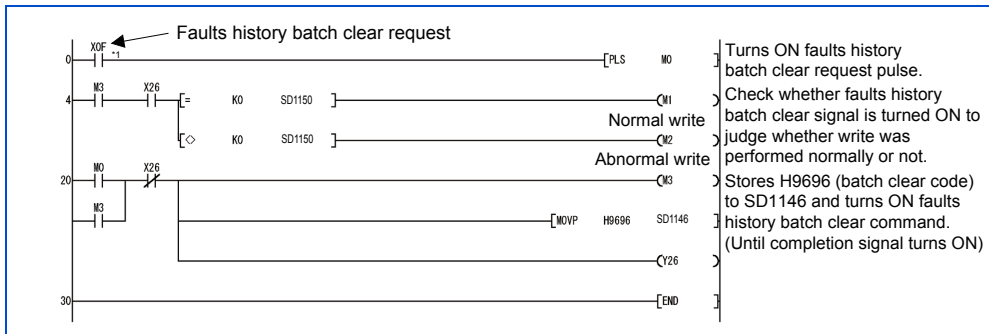 Faults history batch clear request
X0F *1
0 [PLS M0 ]
Turns ON faults history
batch clear request pulse.
M3 X26
4 [= K0 SD1150 ] (M1 )
Normal write
[<> K0 SD1150 ] (M2 )
Abnormal write
Check whether faults history
batch clear signal is turned ON to
judge whether write was
performed normally or not.
M0 X26
20 (M3 )
M3
[MOVP H9696 SD1146 ]
(Y26 )
Stores H9696 (batch clear code)
to SD1146 and turns ON faults
history batch clear command.
(Until completion signal turns ON)
30 [END ]